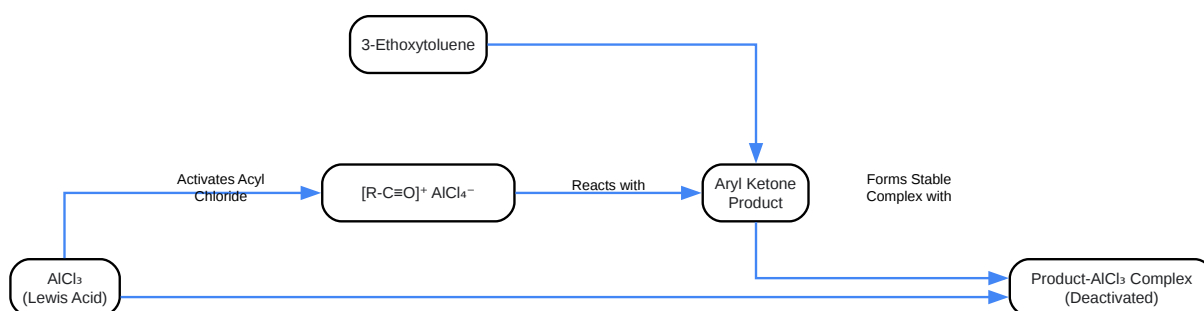 3-Ethoxytoluene
Activates Acyl
Chloride
[R-C≡O]⁺ AlCl₄⁻
Reacts with
Aryl Ketone
Product
Forms Stable
Complex with
AlCl₃
(Lewis Acid)
Product-AlCl₃ Complex
(Deactivated)